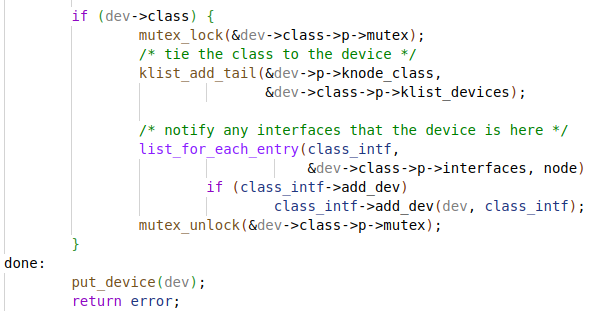 if (dev->class) {
mutex_lock(&dev->class->p->mutex);
/* tie the class to the device */
klist_add_tail(&dev->p->knode_class,
&dev->class->p->klist_devices);
/* notify any interfaces that the device is here */
list_for_each_entry(class_intf,
&dev->class->p->interfaces, node)
if (class_intf->add_dev)
class_intf->add_dev(dev, class_intf);
mutex_unlock(&dev->class->p->mutex);
}
done:
put_device(dev);
return error;